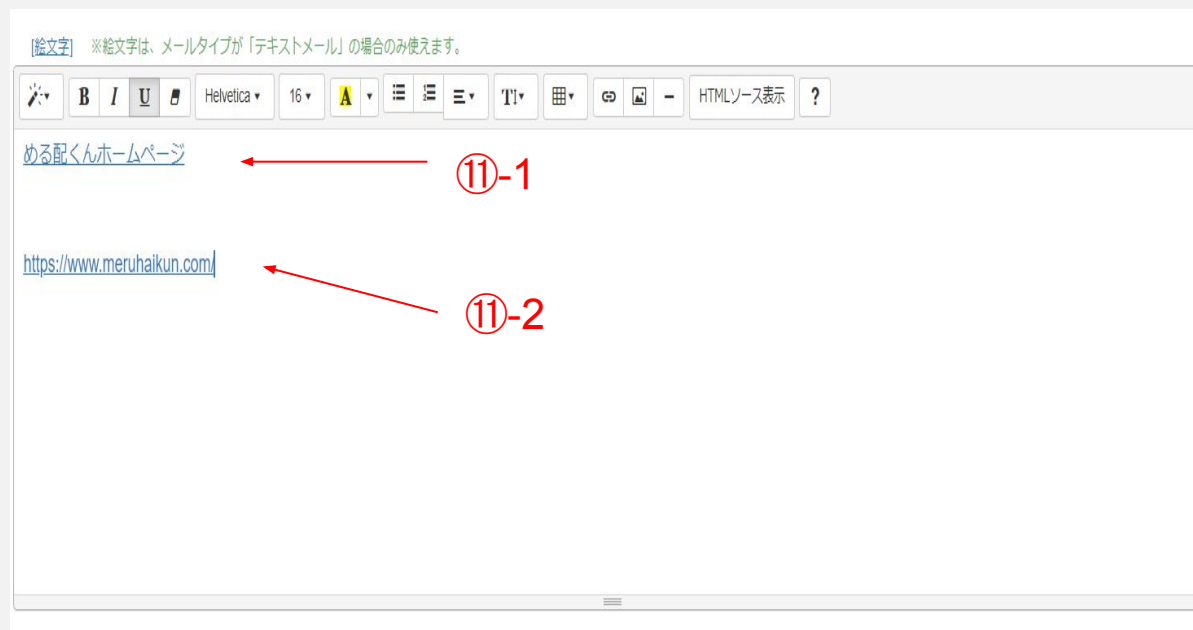 [絵文字] ※絵文字は、メールタイプが「テキストメール」の場合のみ使えます。
B I U Helvetica 16 A T HTMLソース表示 ?
める配くんホームページ
⑪-1
https://www.meruhaikun.com/
⑪-2